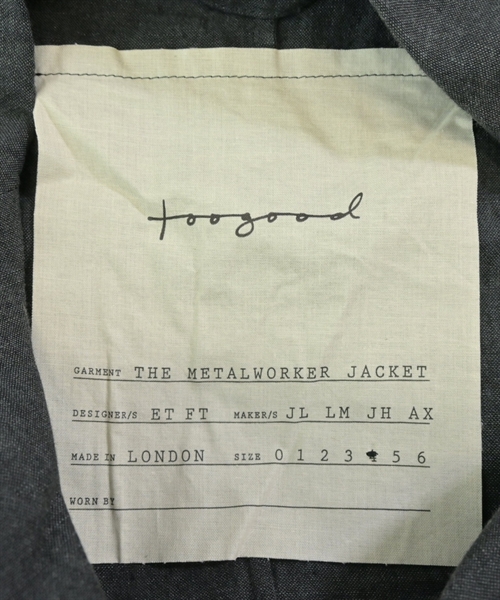 toogood
GARMENT THE METALWORKER JACKET
DESIGNER/S ET FT MAKER/S JL LM JH AX
MADE IN LONDON SIZE 0 1 2 3 5 6
WORN BY